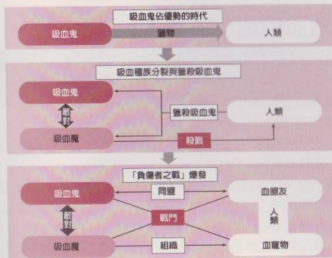 吸血鬼佔優勢的時代
吸血鬼 獵物 人類
吸血種族分裂與獵殺吸血鬼
吸血鬼
敵對
獵殺吸血鬼 人類
吸血魔 殺戮
「負傷者之戰」爆發
吸血鬼 同盟 血盟友
敵對 戰鬥 人類
吸血魔 組織 血寵物